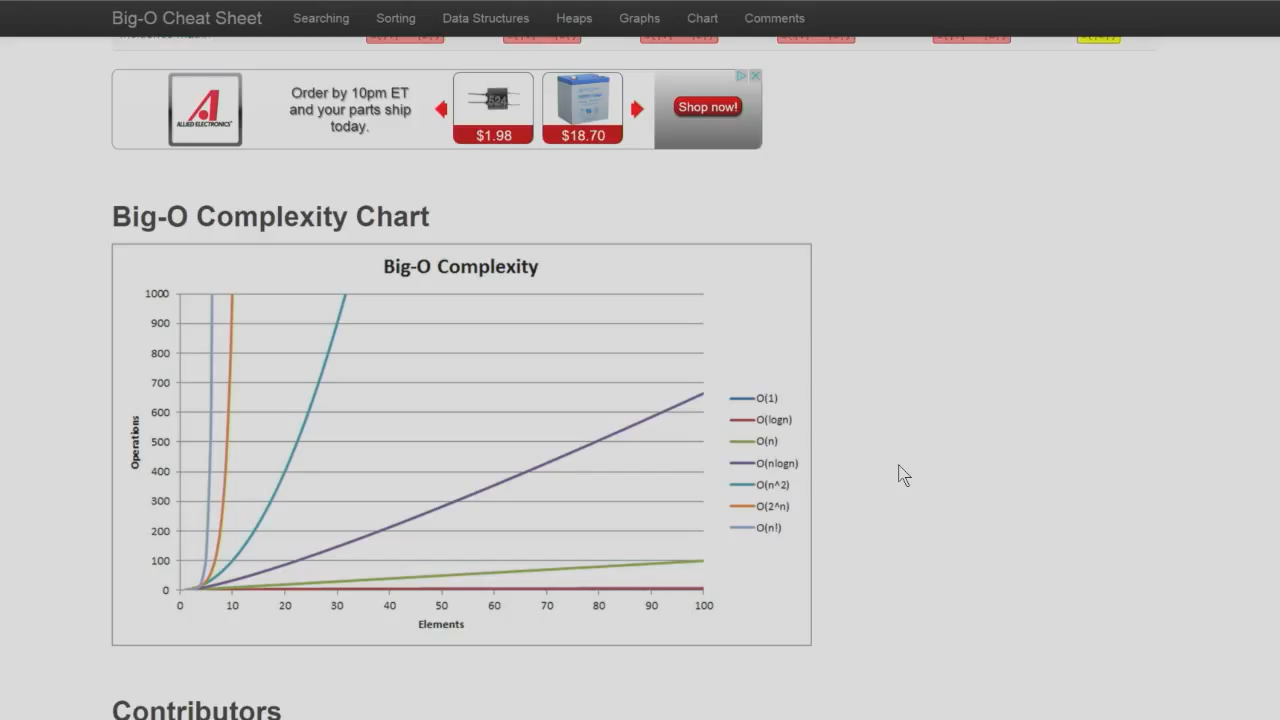 Big-O Cheat Sheet Searching Sorting Data Structures Heaps Graphs Chart Comments
Order by 10pm ET
and your parts ship
today.
ALLIED ELECTRONICS
$1.98
$18.70
Shop now!
Big-O Complexity Chart
Big-O Complexity
1000
900
800
700
600
500
400
300
200
100
0
Operations
0 10 20 30 40 50 60 70 80 90 100
Elements
O(1)
O(logn)
O(n)
O(nlogn)
O(n^2)
O(2^n)
O(n!)
Contributors